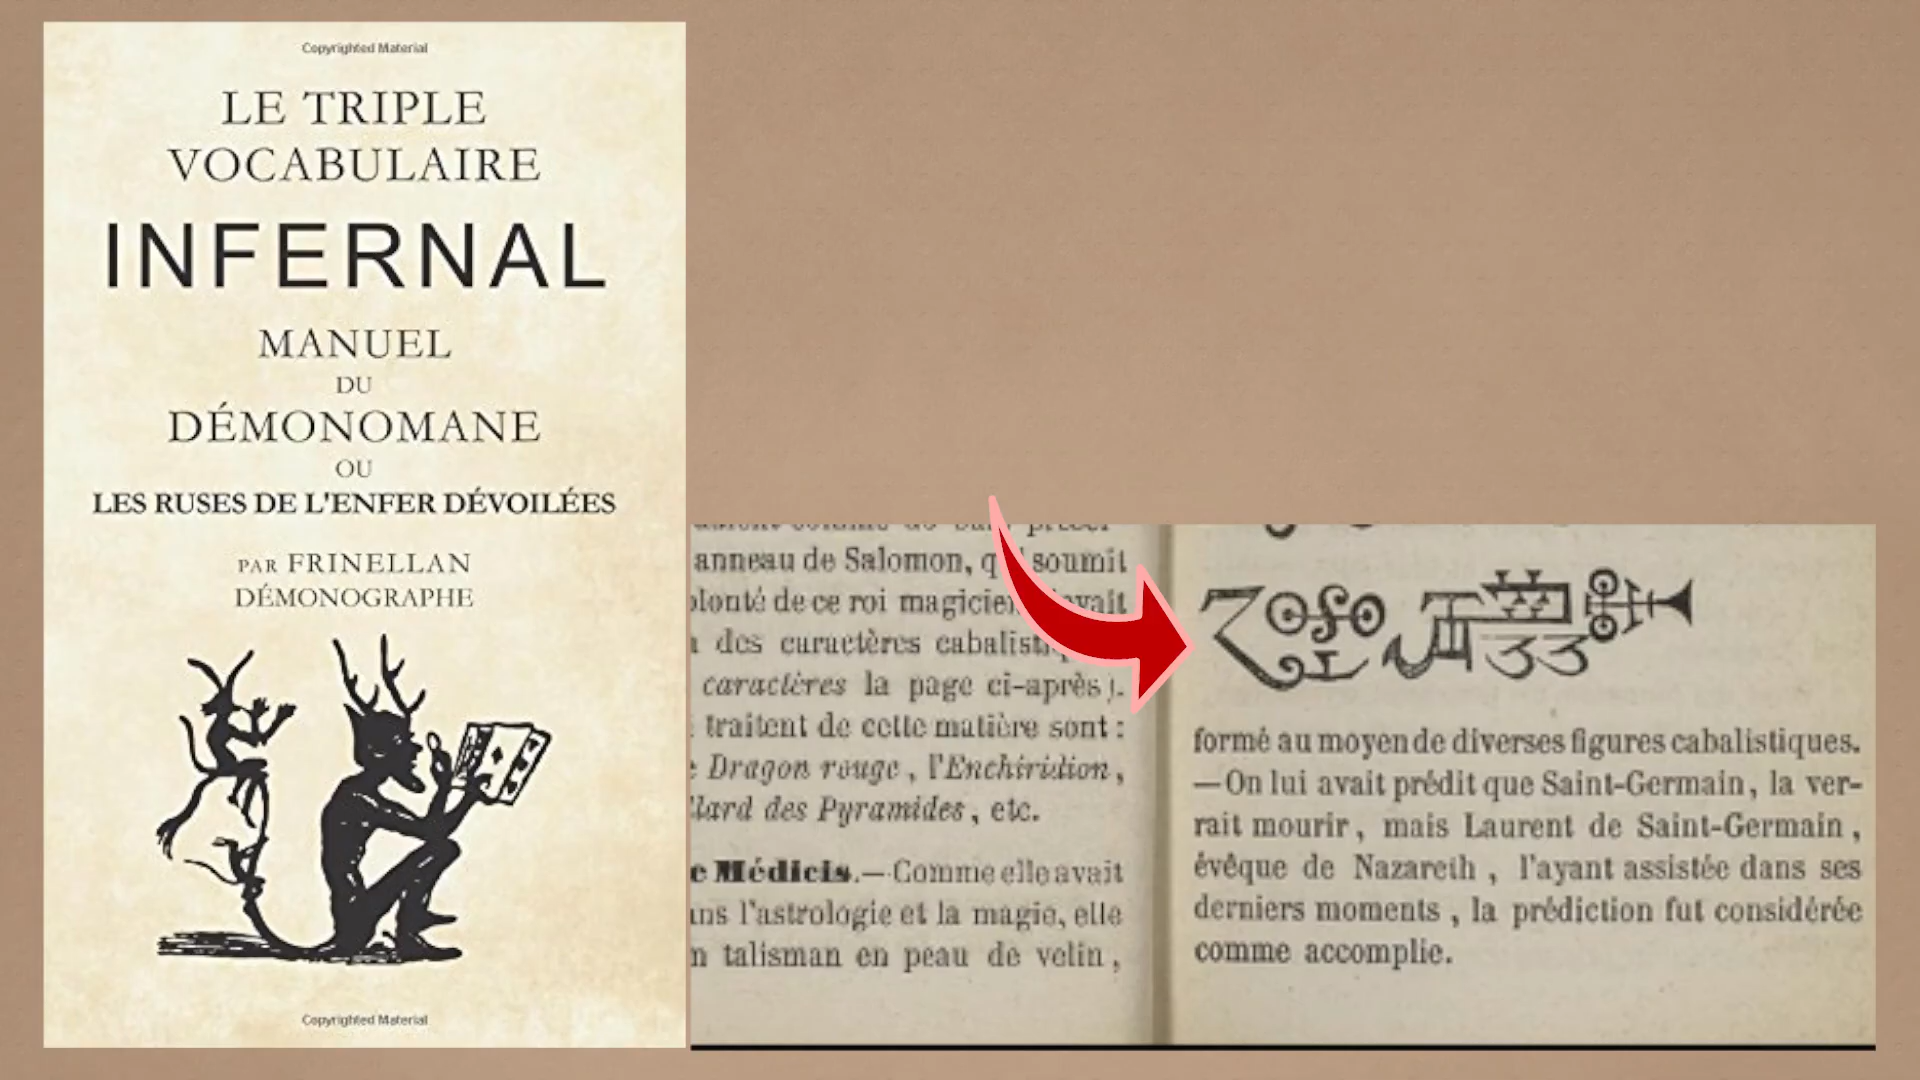 Copyrighted Material
LE TRIPLE
VOCABULAIRE
INFERNAL
MANUEL
DU
DÉMONOMANE
OU
LES RUSES DE L'ENFER DÉVOILÉES
PAR FRINELLAN
DÉMONOGRAPHE
Copyrighted Material
anneau de Salomon, soumit
de ce roi magicien
des caractères
caractères la page ci-après).
traitent de cette matière sont :
Dragon rouge, l'Enchiridion,
des Pyramides, etc.
Médicis.—Comme elle avait
l'astrologie et la magie, elle
talisman en peau de velin,
formé au moyen de diverses figures cabalistiques.
—On lui avait prédit que Saint-Germain, la ver-
rait mourir, mais Laurent de Saint-Germain,
évêque de Nazareth, l'ayant assistée dans ses
derniers moments, la prédiction fut considérée
comme accomplie.